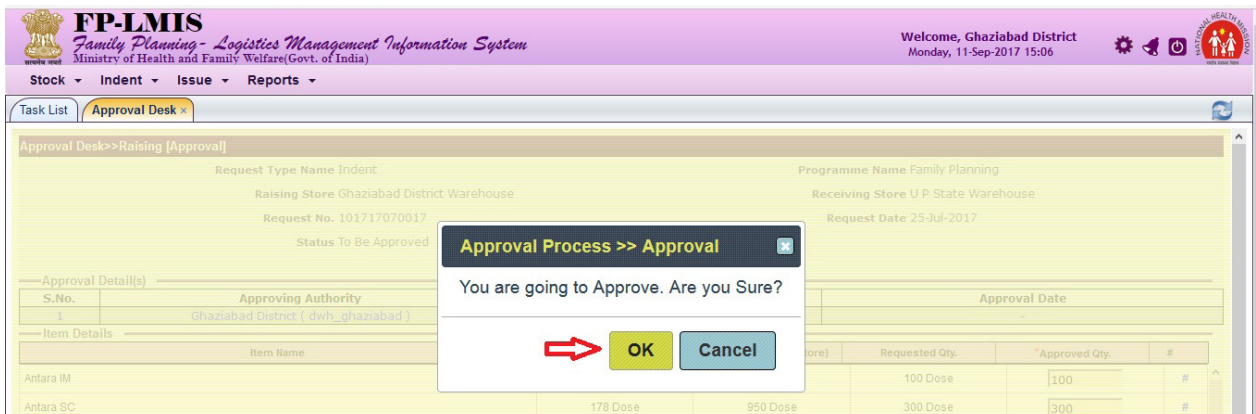 FP-LMIS
Family Planning- Logistics Management Information System
Ministry of Health and Family Welfare(Govt. of India)
Welcome, Ghaziabad District
Monday, 11-Sep-2017 15:06
NATIONAL HEALTH MISSION
Stock Indent Issue Reports
Task List Approval Desk ×
Approval Desk>>Raising [Approval]
Request Type Name Indent Programme Name Family Planning
Raising Store Ghaziabad District Warehouse Receiving Store U P State Warehouse
Request No. 101717070017 Request Date 25-Jul-2017
Status To Be Approved
Approval Process >> Approval
You are going to Approve. Are you Sure?
OK Cancel
Approval Detail(s)
S.No. Approving Authority Approval Date
1 Ghaziabad District ( dwh_ghaziabad ) -
Item Details
Item Name Requested Qty. *Approved Qty. #
Antara IM 100 Dose 100 #
Antara SC 178 Dose 950 Dose 300 Dose 300 #